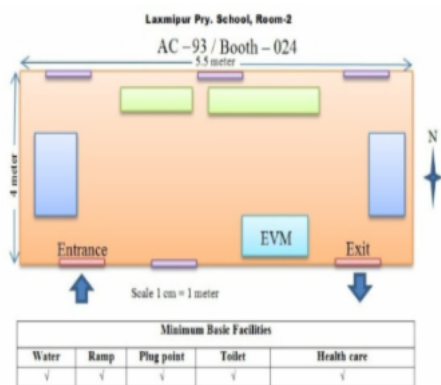 Laxmipur Pry. School, Room-2
AC –93 / Booth – 024
5.5 meter
4 meter
N
Entrance
EVM
Exit
Scale 1 cm = 1 meter
Minimum Basic Facilities
Water Ramp Plug point Toilet Health care
√ √ √ √ √